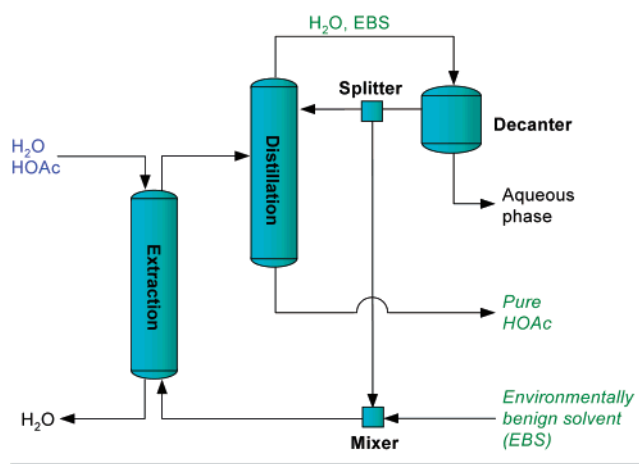 H₂O, EBS
Splitter
Decanter
Distillation
H₂O
HOAc
Aqueous
phase
Extraction
Pure
HOAc
H₂O
Mixer
Environmentally
benign solvent
(EBS)